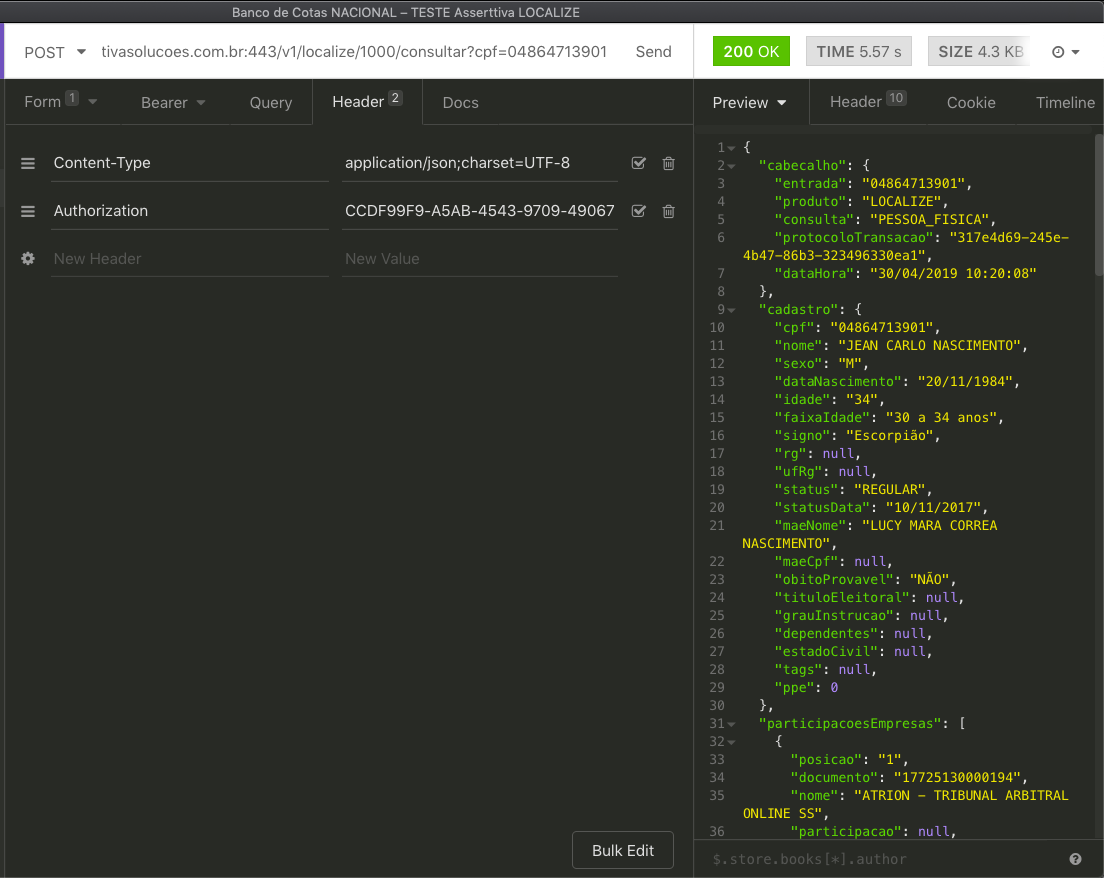 Banco de Cotas NACIONAL – TESTE Asserttiva LOCALIZE
POST tivasolucoes.com.br:443/v1/localize/1000/consultar?cpf=04864713901 Send
200 OK TIME 5.57 s SIZE 4.3 KB
Form 1 Bearer Query Header 2 Docs
Preview Header 10 Cookie Timeline
Content-Type application/json;charset=UTF-8
Authorization CCDF99F9-A5AB-4543-9709-49067
New Header New Value
Bulk Edit
1 {
2 "cabecalho": {
3 "entrada": "04864713901",
4 "produto": "LOCALIZE",
5 "consulta": "PESSOA_FISICA",
6 "protocoloTransacao": "317e4d69-245e-
4b47-86b3-323496330ea1",
7 "dataHora": "30/04/2019 10:20:08"
8 },
9 "cadastro": {
10 "cpf": "04864713901",
11 "nome": "JEAN CARLO NASCIMENTO",
12 "sexo": "M",
13 "dataNascimento": "20/11/1984",
14 "idade": "34",
15 "faixaIdade": "30 a 34 anos",
16 "signo": "Escorpião",
17 "rg": null,
18 "ufRg": null,
19 "status": "REGULAR",
20 "statusData": "10/11/2017",
21 "maeNome": "LUCY MARA CORREA
NASCIMENTO",
22 "maeCpf": null,
23 "obitoProvavel": "NÃO",
24 "tituloEleitoral": null,
25 "grauInstrucao": null,
26 "dependentes": null,
27 "estadoCivil": null,
28 "tags": null,
29 "ppe": 0
30 },
31 "participacoesEmpresas": [
32 {
33 "posicao": "1",
34 "documento": "17725130000194",
35 "nome": "ATRION – TRIBUNAL ARBITRAL
ONLINE SS",
36 "participacao": null,
$.store.books[*].author